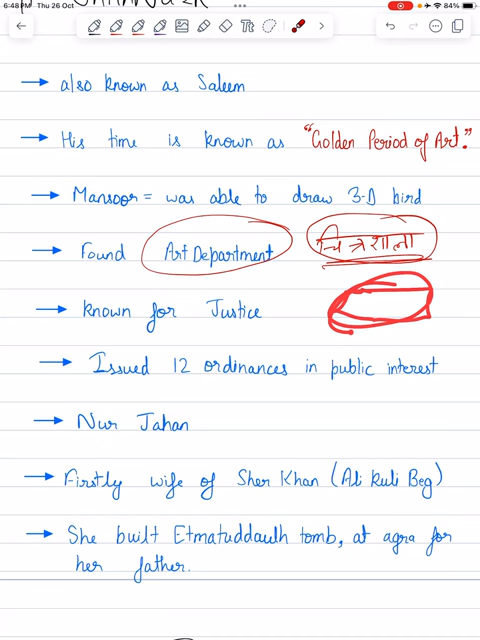 6:48 PM Thu 26 Oct 84%
JAHANGIR
→ also known as Saleem
→ His time is known as "Golden Period of Art."
→ Mansoor = was able to draw 3-D bird
→ Found Art Department चित्रशाला
→ known for Justice
→ Issued 12 ordinances in public interest
→ Nur Jahan
→ Firstly wife of Sher Khan (Ali Kuli Beg)
→ She built Etmatuddaulh tomb, at agra for
her father.